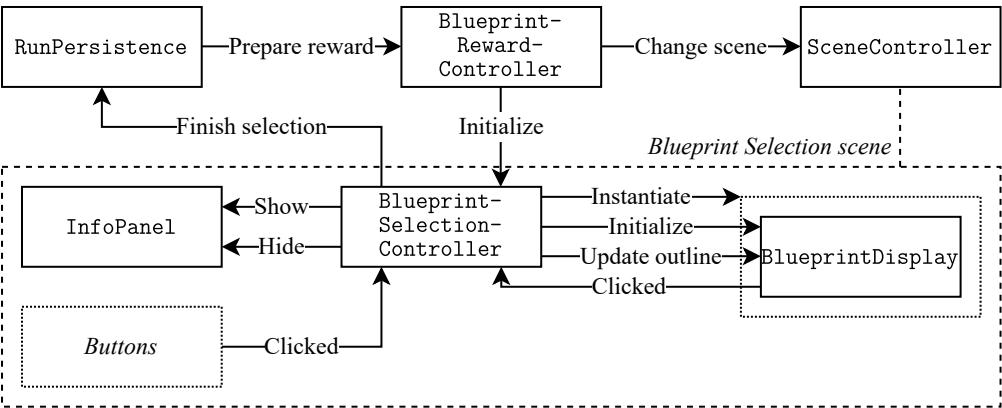 RunPersistence
Prepare reward
Blueprint-
Reward-
Controller
Change scene
SceneController
Finish selection
Initialize
Blueprint Selection scene
InfoPanel
Show
Hide
Blueprint-
Selection-
Controller
Instantiate
Initialize
Update outline
Clicked
BlueprintDisplay
Buttons
Clicked